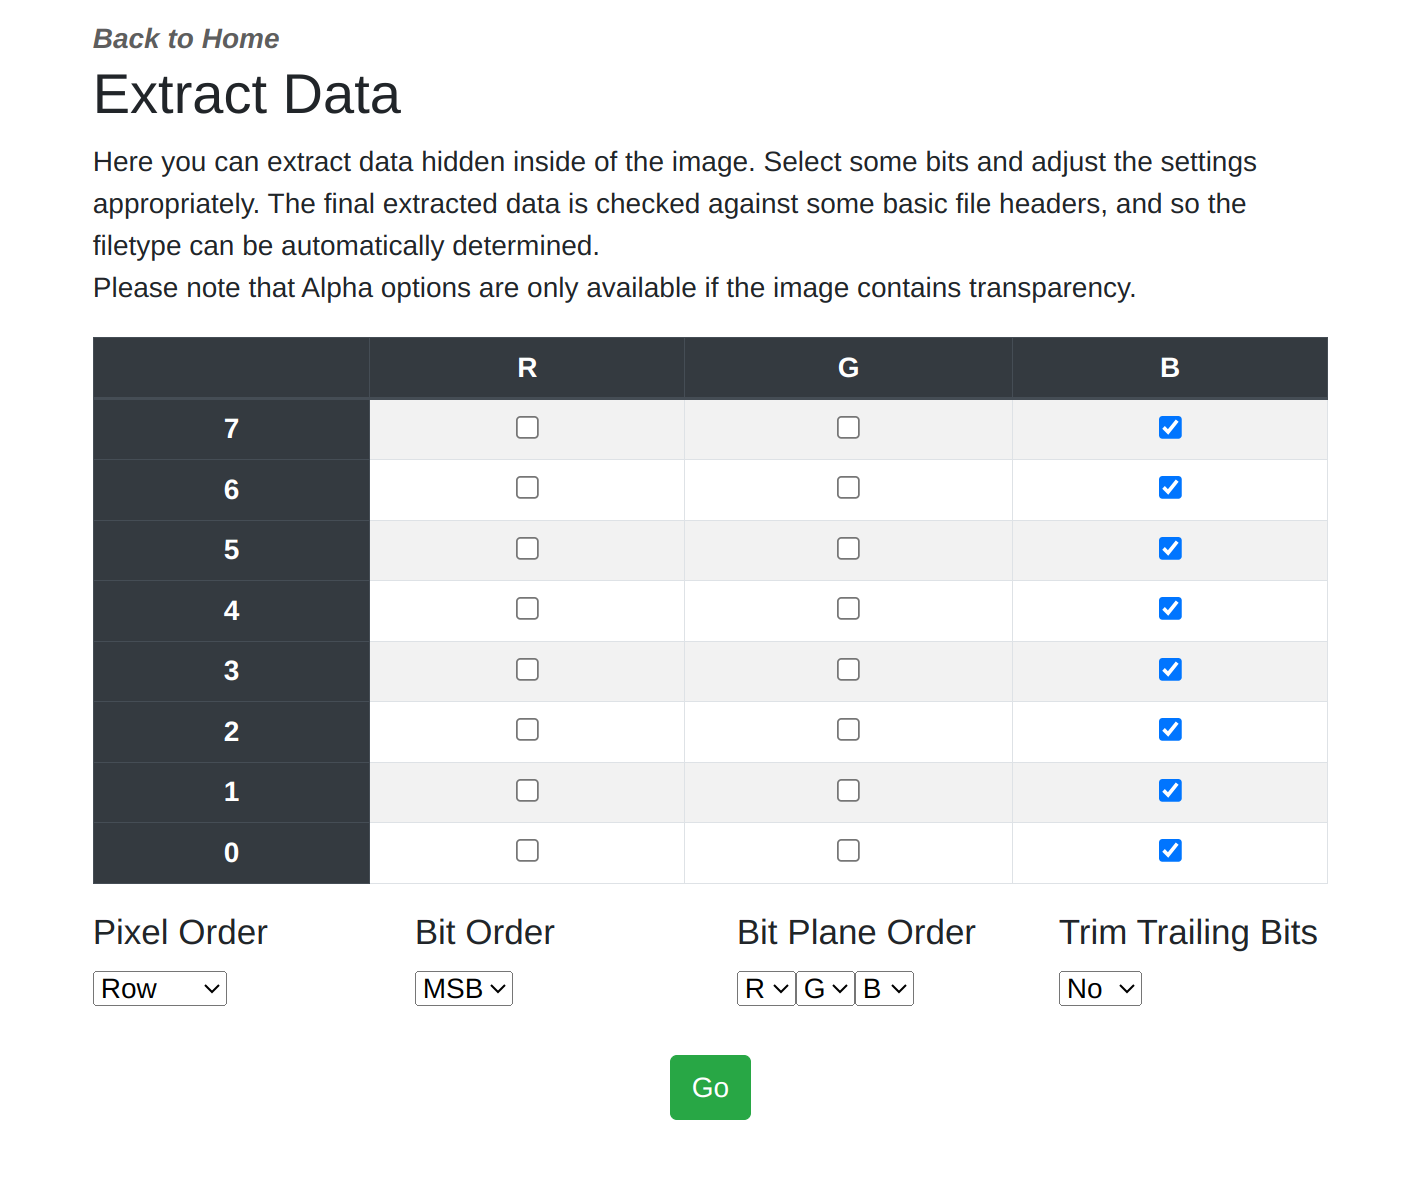 Back to Home
Extract Data
Here you can extract data hidden inside of the image. Select some bits and adjust the settings
appropriately. The final extracted data is checked against some basic file headers, and so the
filetype can be automatically determined.
Please note that Alpha options are only available if the image contains transparency.
R G B
7
6
5
4
3
2
1
0
Pixel Order Bit Order Bit Plane Order Trim Trailing Bits
Row MSB R G B No
Go